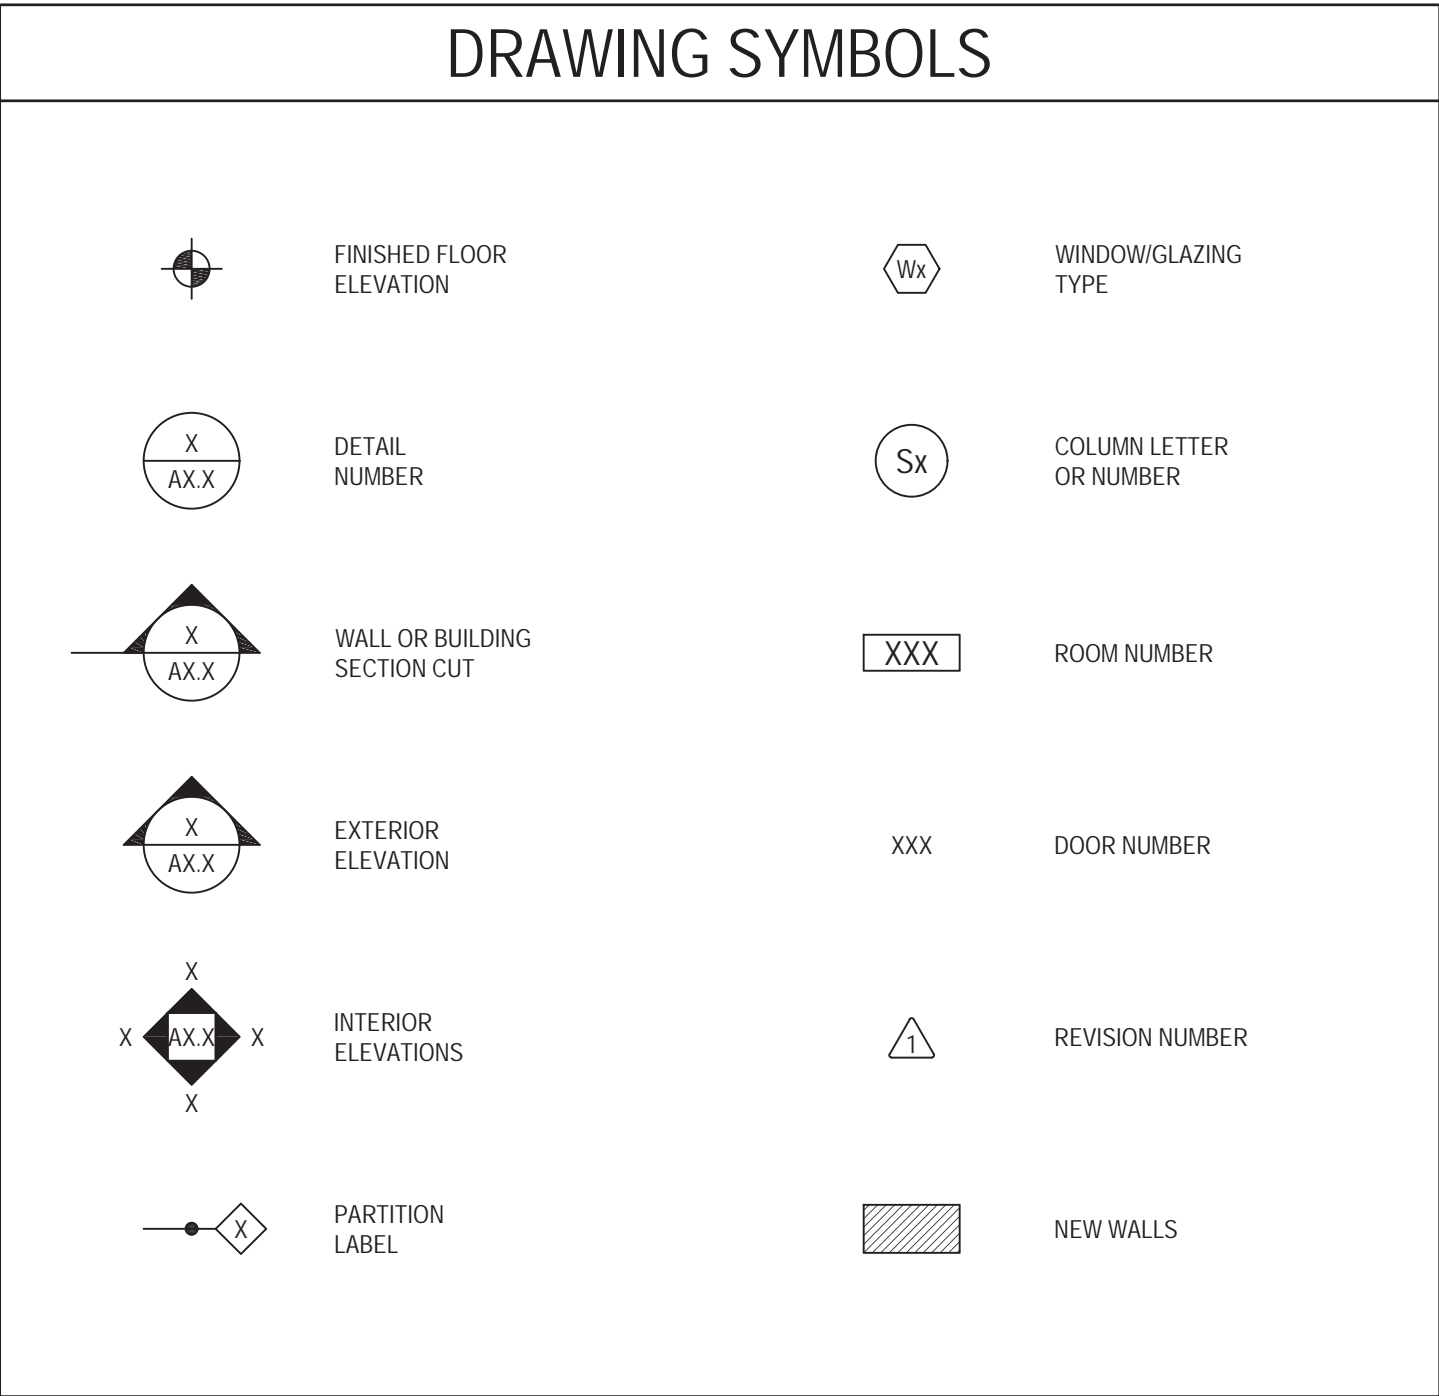 DRAWING SYMBOLS
FINISHED FLOOR
ELEVATION
Wx
WINDOW/GLAZING
TYPE
X
AX.X
DETAIL
NUMBER
Sx
COLUMN LETTER
OR NUMBER
X
AX.X
WALL OR BUILDING
SECTION CUT
XXX
ROOM NUMBER
X
AX.X
EXTERIOR
ELEVATION
XXX
DOOR NUMBER
X
X AX.X X
X
INTERIOR
ELEVATIONS
1
REVISION NUMBER
X
PARTITION
LABEL
NEW WALLS